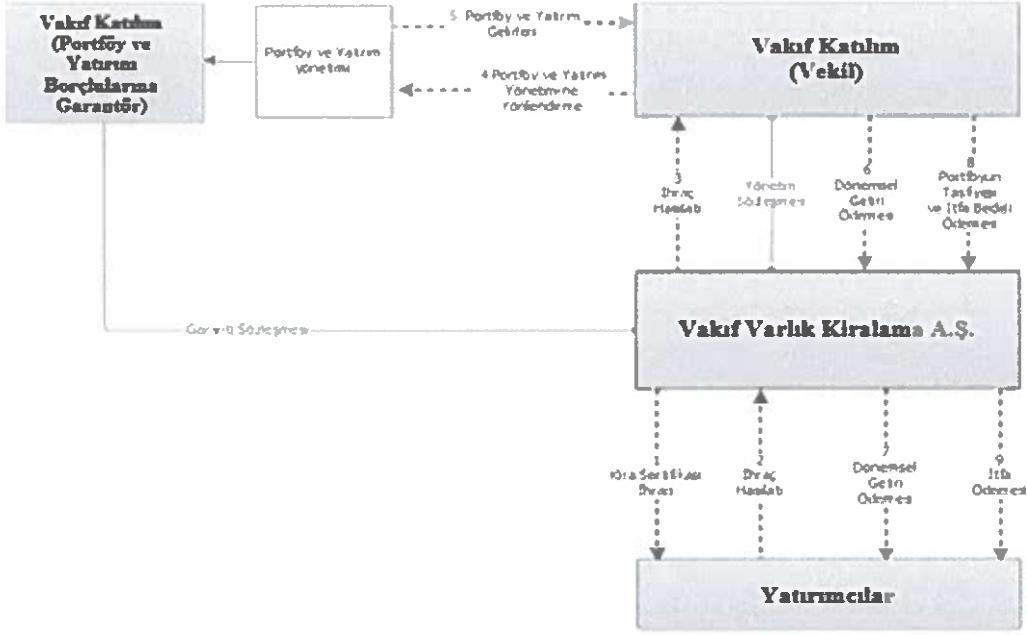 Vakıf Katılım
(Portföy ve
Yatırım
Borçlularına
Garantör)
Portföy ve Yatırım
yönetimi
5 Portföy ve Yatırım
Gelirleri
4 Portföy ve Yatırım
Yönetimine
Yönlendirme
Vakıf Katılım
(Vekil)
3
İhraç
Hasılatı
Yönetim
Sözleşmesi
6
Dönemsel
Getiri
Ödemesi
8
Portföyün
Tasfiyesi
ve İtfa Bedeli
Ödemesi
Garanti Sözleşmesi
Vakıf Varlık Kiralama A.Ş.
1
Kira Sertifikası
İhracı
2
İhraç
Hasılatı
7
Dönemsel
Getiri
Ödemesi
9
İtfa
Ödemesi
Yatırımcılar